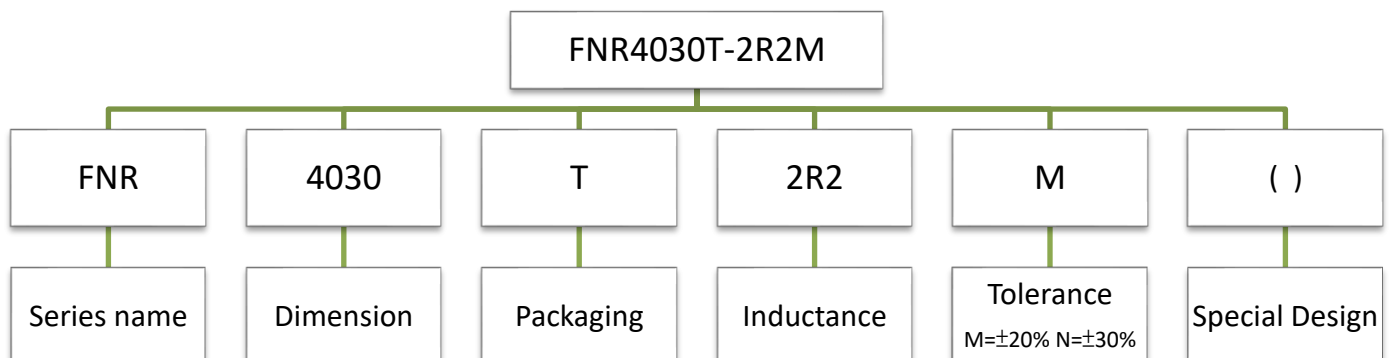 FNR4030T-2R2M
FNR
4030
T
2R2
M
( )
Series name
Dimension
Packaging
Inductance
Tolerance
M=±20% N=±30%
Special Design